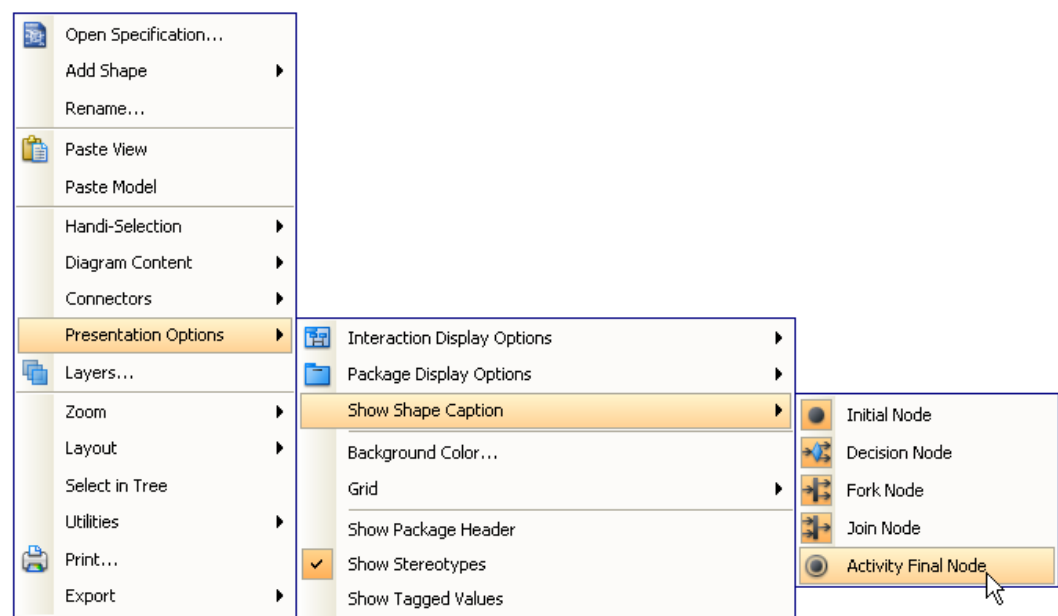 Open Specification...
Add Shape
Rename...
Paste View
Paste Model
Handi-Selection
Diagram Content
Connectors
Presentation Options
Layers...
Zoom
Layout
Select in Tree
Utilities
Print...
Export
Interaction Display Options
Package Display Options
Show Shape Caption
Background Color...
Grid
Show Package Header
Show Stereotypes
Show Tagged Values
Initial Node
Decision Node
Fork Node
Join Node
Activity Final Node